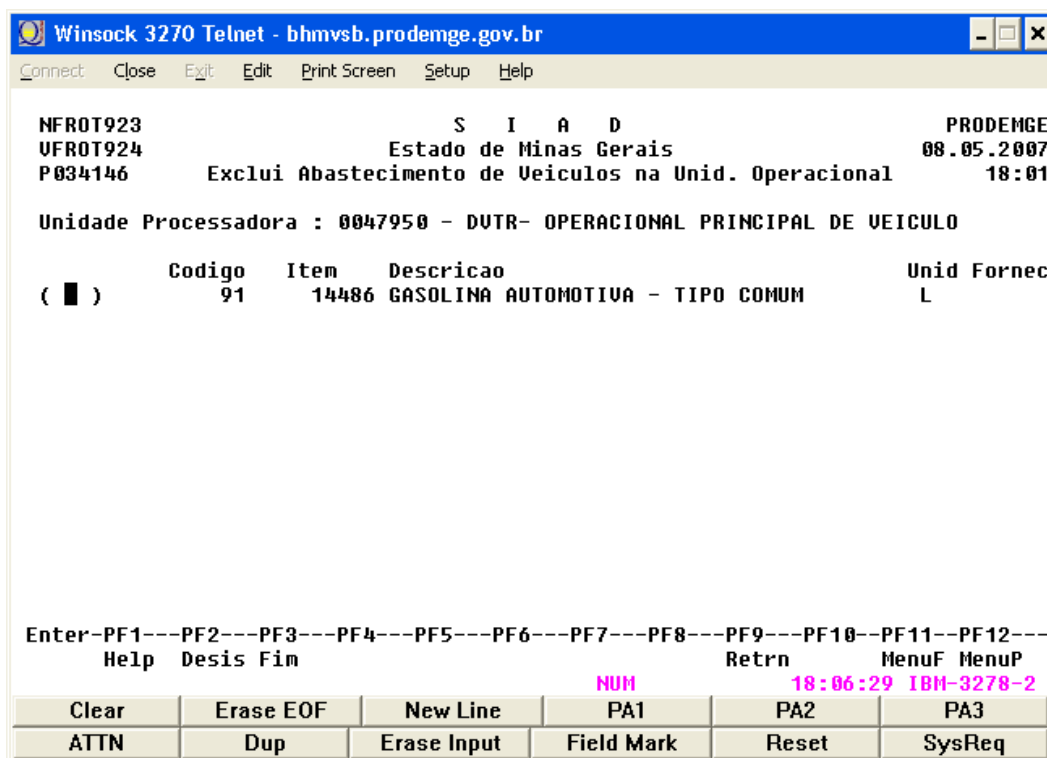 Winsock 3270 Telnet - bhmvsb.prodemge.gov.br
Connect Close Exit Edit Print Screen Setup Help
NFROT923 S I A D PRODEMGE
VFROT924 Estado de Minas Gerais 08.05.2007
P034146 Exclui Abastecimento de Veiculos na Unid. Operacional 18:01
Unidade Processadora : 0047950 - DVTR- OPERACIONAL PRINCIPAL DE VEICULO
Codigo Item Descricao Unid Fornec
( ) 91 14486 GASOLINA AUTOMOTIVA - TIPO COMUM L
Enter-PF1---PF2---PF3---PF4---PF5---PF6---PF7---PF8---PF9---PF10--PF11--PF12---
Help Desis Fim Retrn MenuF MenuP
NUM 18:06:29 IBM-3278-2
Clear Erase EOF New Line PA1 PA2 PA3
ATTN Dup Erase Input Field Mark Reset SysReq